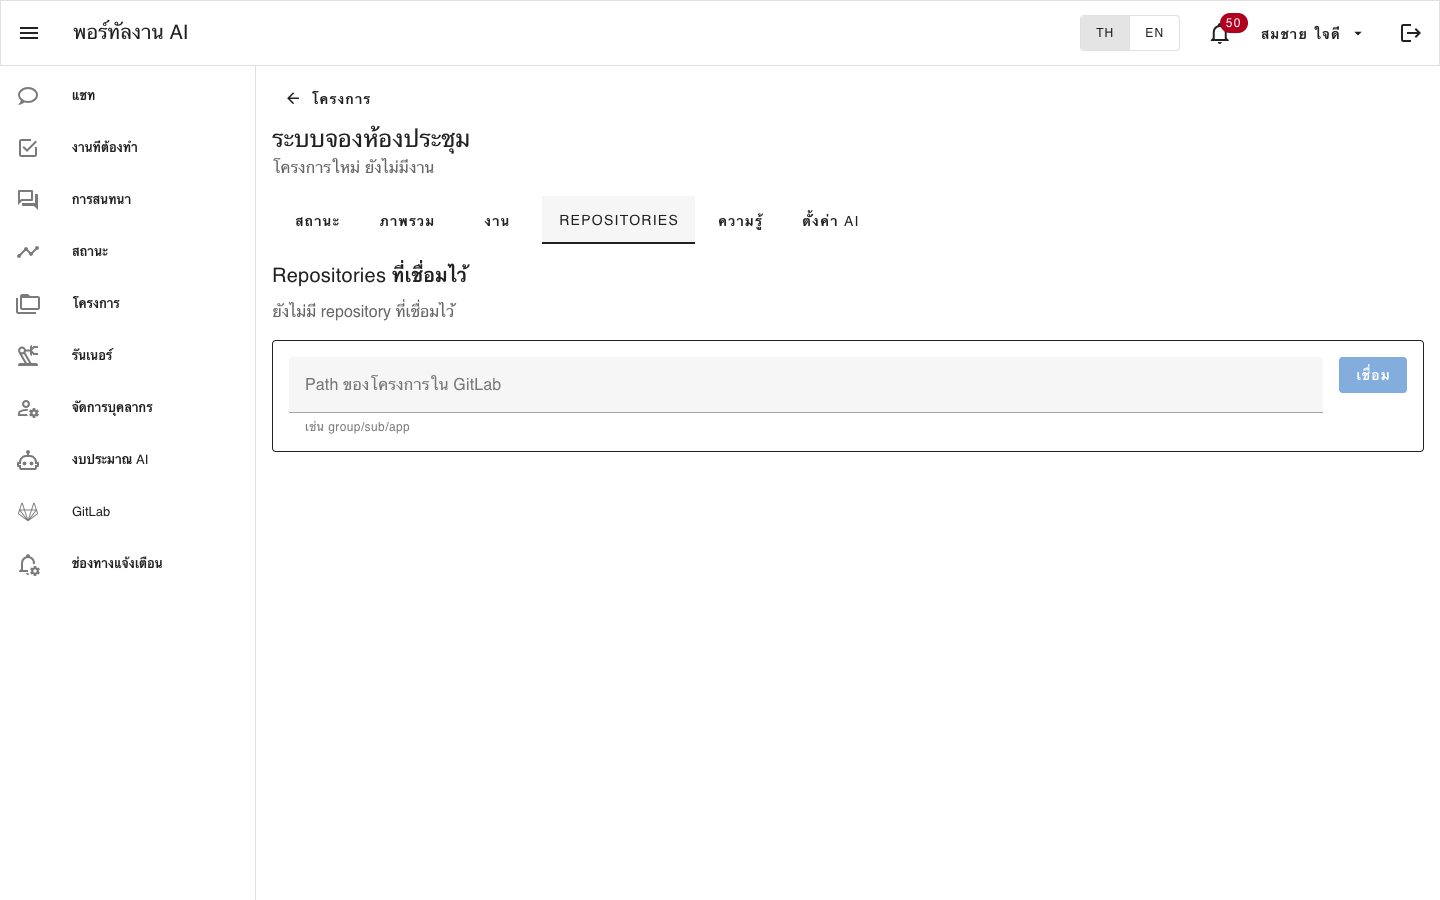 พอร์ทัลงาน AI
TH EN 50 สมชาย ใจดี
แชท
งานที่ต้องทำ
การสนทนา
สถานะ
โครงการ
รันเนอร์
จัดการบุคลากร
งบประมาณ AI
GitLab
ช่องทางแจ้งเตือน
โครงการ
ระบบจองห้องประชุม
โครงการใหม่ ยังไม่มีงาน
สถานะ ภาพรวม งาน REPOSITORIES ความรู้ ตั้งค่า AI
Repositories ที่เชื่อมไว้
ยังไม่มี repository ที่เชื่อมไว้
Path ของโครงการใน GitLab
เชื่อม
เช่น group/sub/app